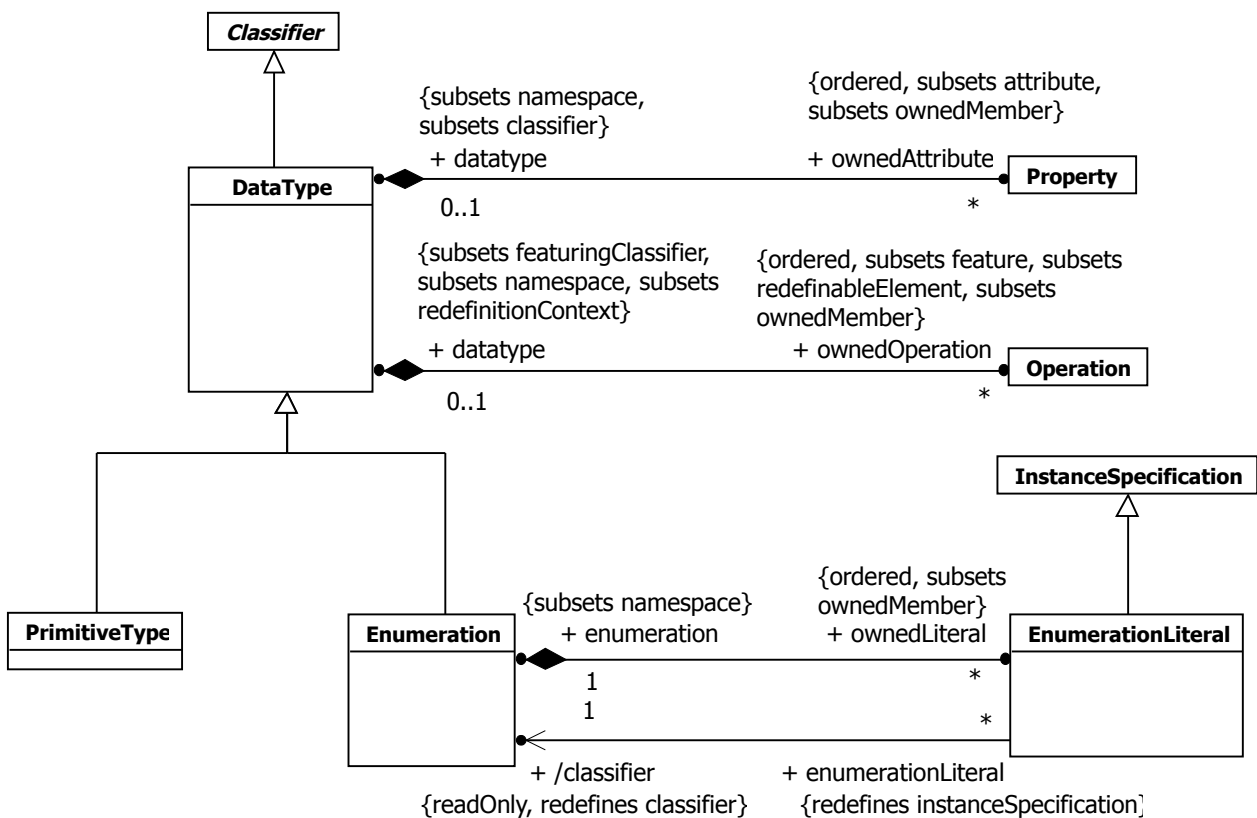 Classifier
{subsets namespace,
subsets classifier}
+ datatype
0..1
{ordered, subsets attribute,
subsets ownedMember}
+ ownedAttribute
*
Property
DataType
{subsets featuringClassifier,
subsets namespace, subsets
redefinitionContext}
+ datatype
0..1
{ordered, subsets feature, subsets
redefinableElement, subsets
ownedMember}
+ ownedOperation
*
Operation
InstanceSpecification
PrimitiveType
Enumeration
{subsets namespace}
+ enumeration
1
{ordered, subsets
ownedMember}
+ ownedLiteral
*
EnumerationLiteral
1
*
+ /classifier
{readOnly, redefines classifier}
+ enumerationLiteral
{redefines instanceSpecification}